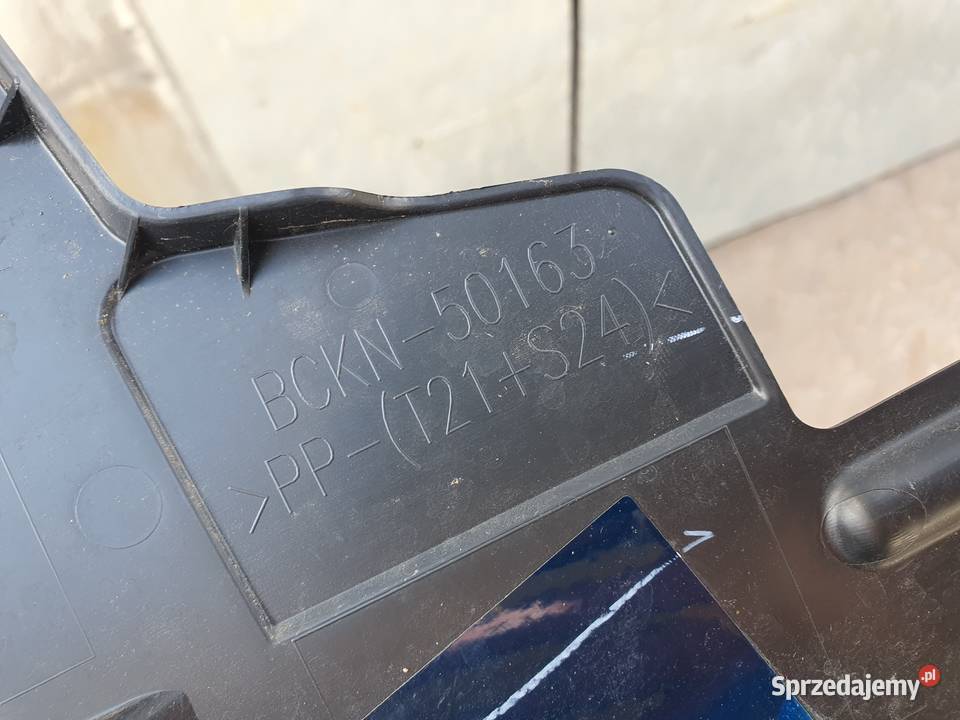 BCKN-50163
>PP-(T21+S24)<
Sprzedajemy.pl